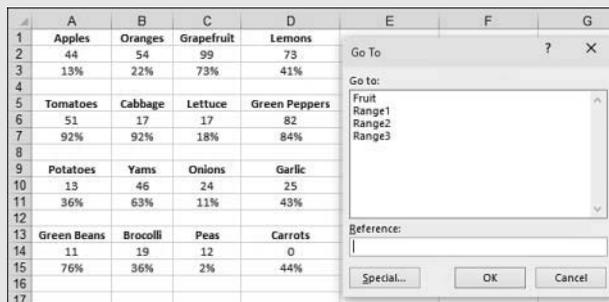 A B C D E F G
1 Apples Oranges Grapefruit Lemons
2 44 54 99 73
3 13% 22% 73% 41%
4
5 Tomatoes Cabbage Lettuce Green Peppers
6 51 17 17 82
7 92% 92% 18% 84%
8
9 Potatoes Yams Onions Garlic
10 13 46 24 25
11 36% 63% 11% 43%
12
13 Green Beans Brocolli Peas Carrots
14 11 19 12 0
15 76% 36% 2% 44%
16
17
Go To ? ×
Go to:
Fruit
Range1
Range2
Range3
Reference:
Special... OK Cancel